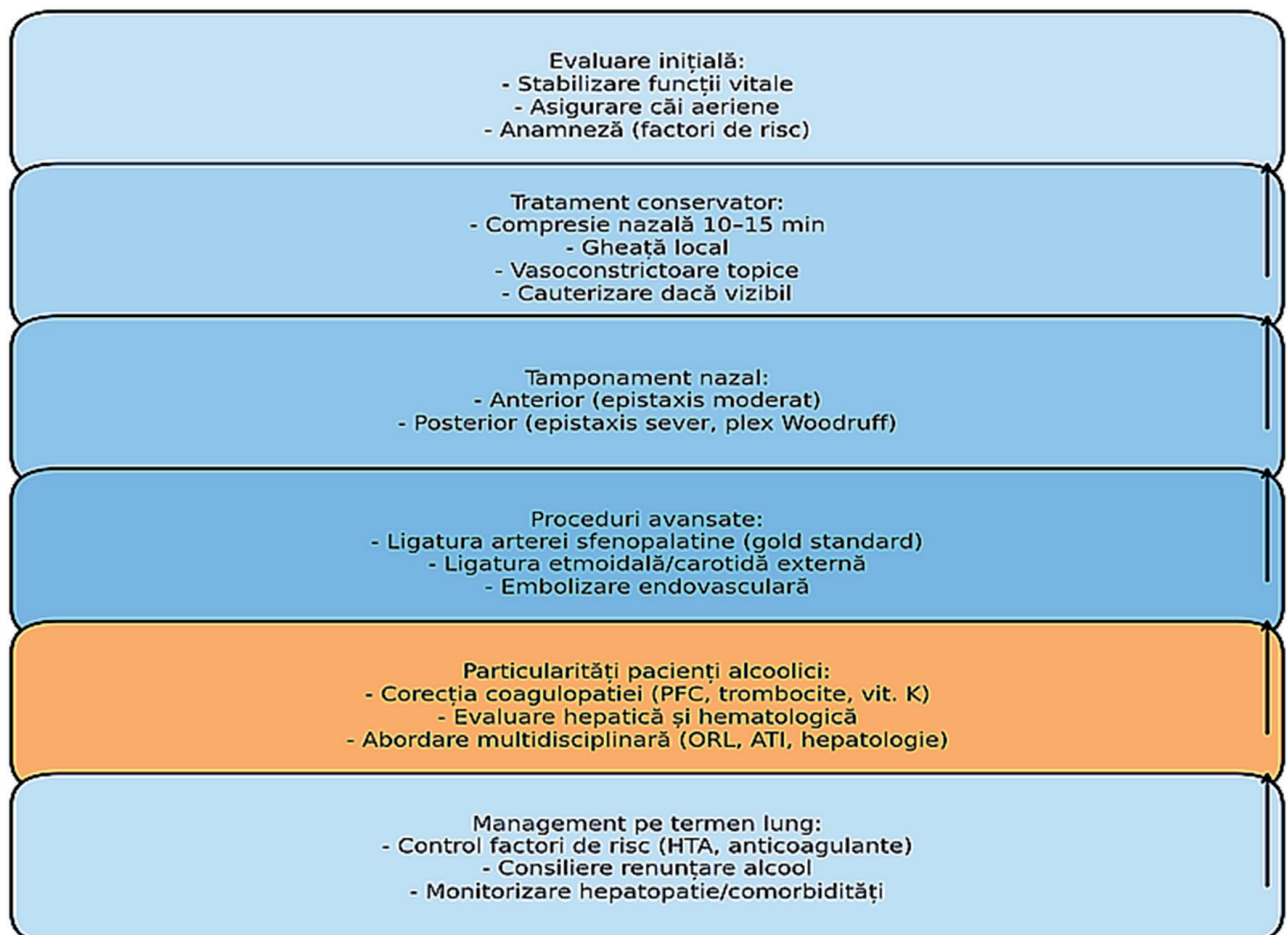 Evaluare inițială:
- Stabilizare funcții vitale
- Asigurare căi aeriene
- Anamneză (factori de risc)
Tratament conservator:
- Compresie nazală 10–15 min
- Gheață local
- Vasoconstrictoare topice
- Cauterizare dacă vizibil
Tamponament nazal:
- Anterior (epistaxis moderat)
- Posterior (epistaxis sever, plex Woodruff)
Proceduri avansate:
- Ligatura arterei sfenopalatine (gold standard)
- Ligatura etmoidală/carotidă externă
- Embolizare endovasculară
Particularități pacienți alcoolici:
- Corecția coagulopatiei (PFC, trombocite, vit. K)
- Evaluare hepatică și hematologică
- Abordare multidisciplinară (ORL, ATI, hepatologie)
Management pe termen lung:
- Control factori de risc (HTA, anticoagulante)
- Consiliere renunțare alcool
- Monitorizare hepatopatie/comorbidități